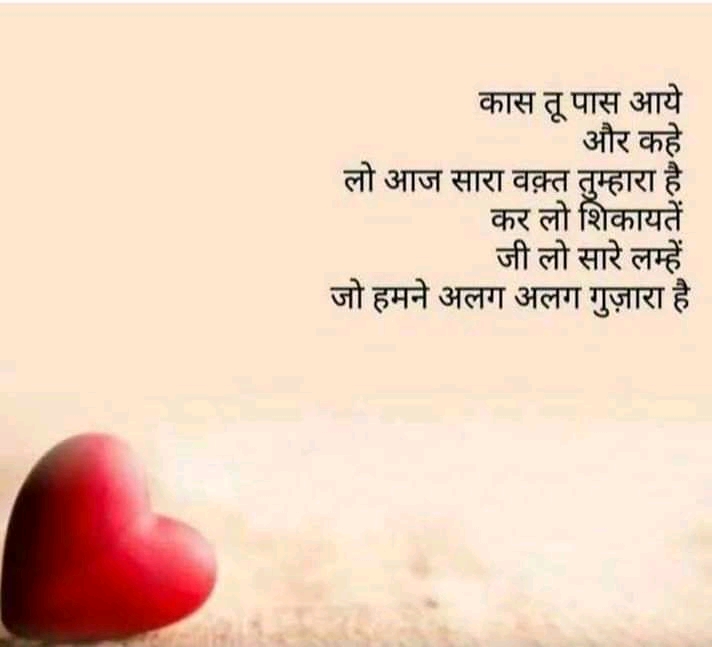 कास तू पास आये
और कहे
लो आज सारा वक़्त तुम्हारा है
कर लो शिकायतें
जी लो सारे लम्हें
जो हमने अलग अलग गुज़ारा है